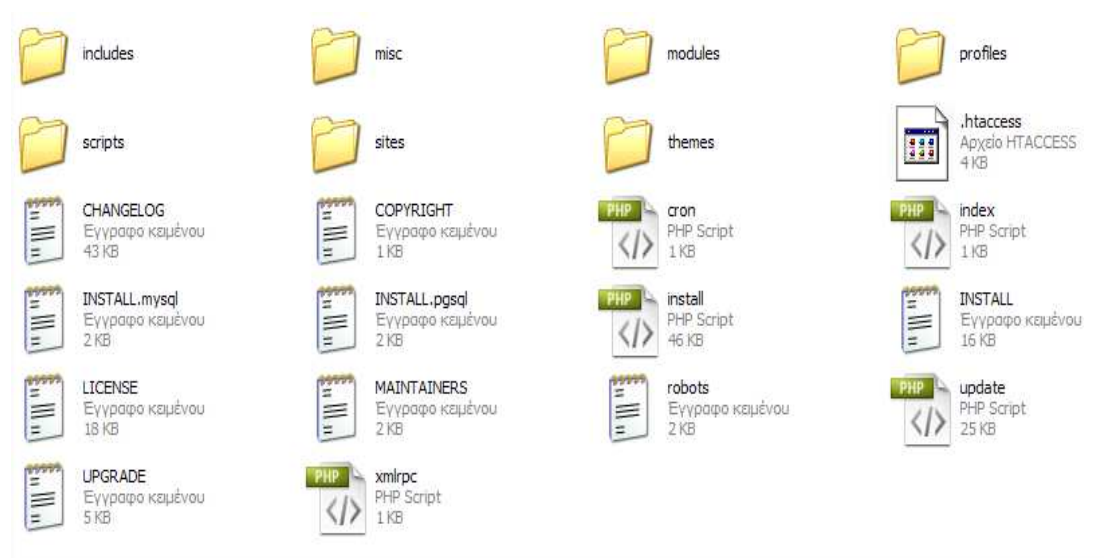 includes
misc
modules
profiles
scripts
sites
themes
.htaccess
Αρχείο HTACCESS
4 KB
CHANGELOG
Έγγραφο κειμένου
43 KB
COPYRIGHT
Έγγραφο κειμένου
1 KB
PHP
cron
PHP Script
1 KB
PHP
index
PHP Script
1 KB
INSTALL.mysql
Έγγραφο κειμένου
2 KB
INSTALL.pgsql
Έγγραφο κειμένου
2 KB
PHP
install
PHP Script
46 KB
INSTALL
Έγγραφο κειμένου
16 KB
LICENSE
Έγγραφο κειμένου
18 KB
MAINTAINERS
Έγγραφο κειμένου
2 KB
robots
Έγγραφο κειμένου
2 KB
PHP
update
PHP Script
25 KB
UPGRADE
Έγγραφο κειμένου
5 KB
PHP
xmlrpc
PHP Script
1 KB